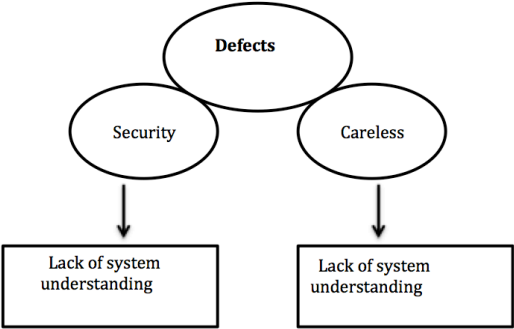 Defects
Security
Careless
Lack of system
understanding
Lack of system
understanding